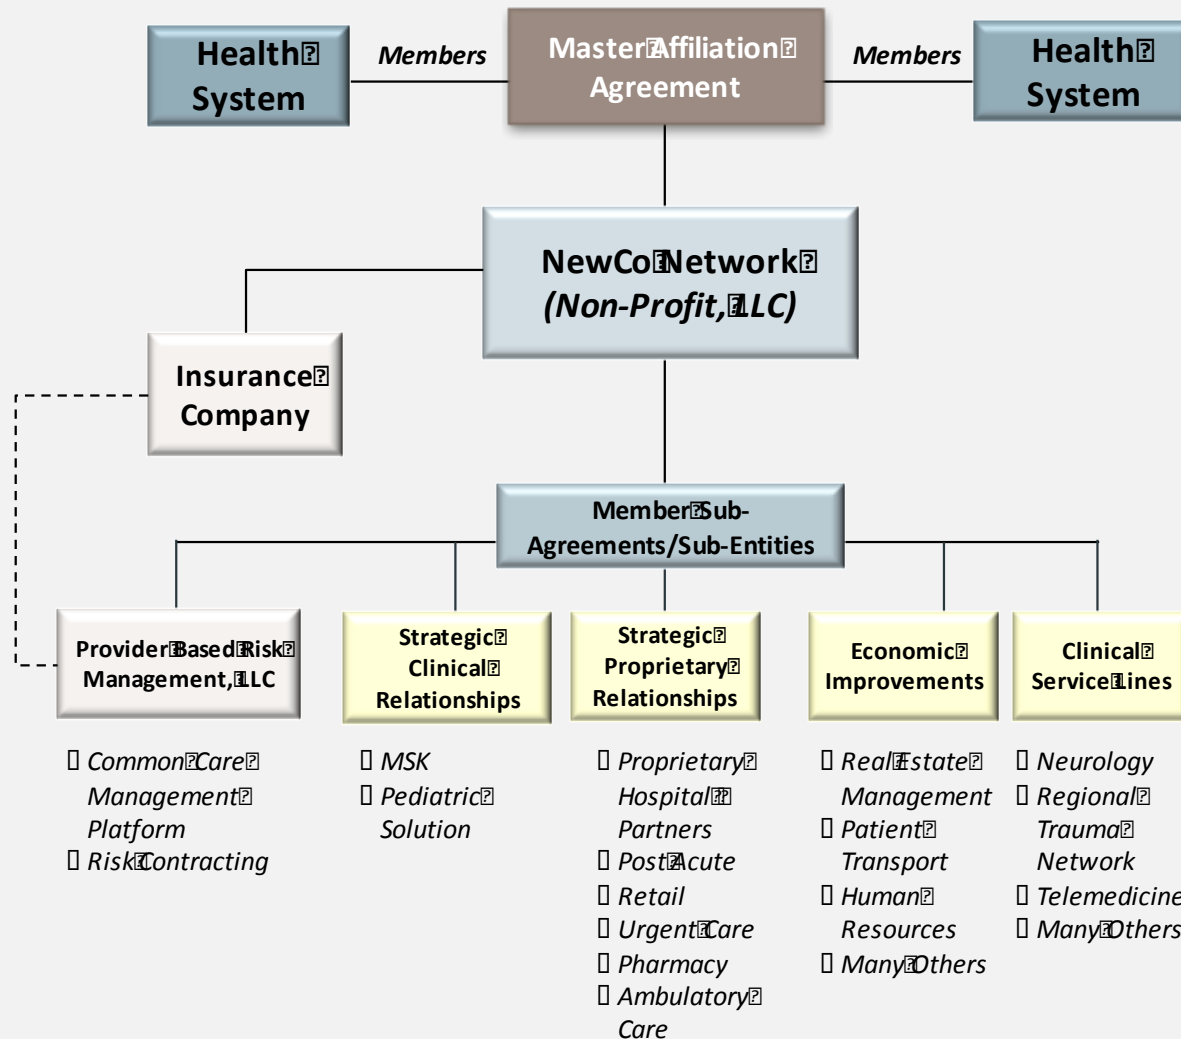 Health
System
Members
Master Affiliation
Agreement
Members
Health
System
NewCo Network
(Non-Profit, LLC)
Insurance
Company
Member Sub-
Agreements/Sub-Entities
Provider Based Risk
Management, LLC
Strategic
Clinical
Relationships
Strategic
Proprietary
Relationships
Economic
Improvements
Clinical
Service Lines
Common Care
Management
Platform
Risk Contracting
MSK
Pediatric
Solution
Proprietary
Hospital
Partners
Post Acute
Retail
Urgent Care
Pharmacy
Ambulatory
Care
Real Estate
Management
Patient
Transport
Human
Resources
Many Others
Neurology
Regional
Trauma
Network
Telemedicine
Many Others